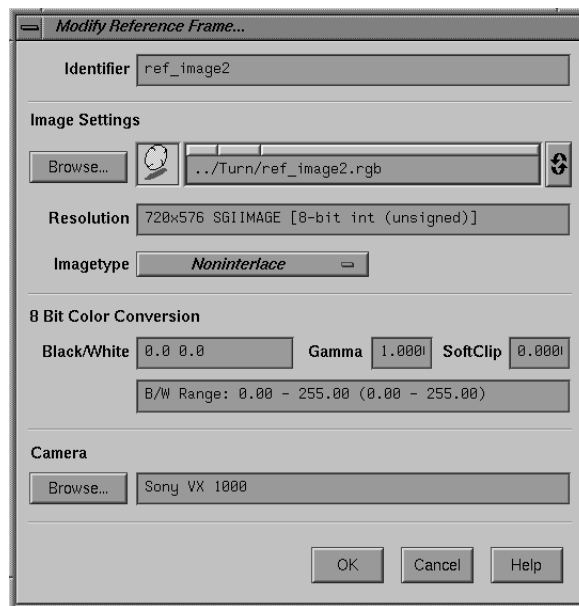 Modify Reference Frame...
Identifier ref_image2
Image Settings
Browse... ../Turn/ref_image2.rgb
Resolution 720x576 SGIIMAGE [8-bit int (unsigned)]
Imagetype Noninterlace
8 Bit Color Conversion
Black/White 0.0 0.0 Gamma 1.000 SoftClip 0.000
B/W Range: 0.00 - 255.00 (0.00 - 255.00)
Camera
Browse... Sony VX 1000
OK Cancel Help